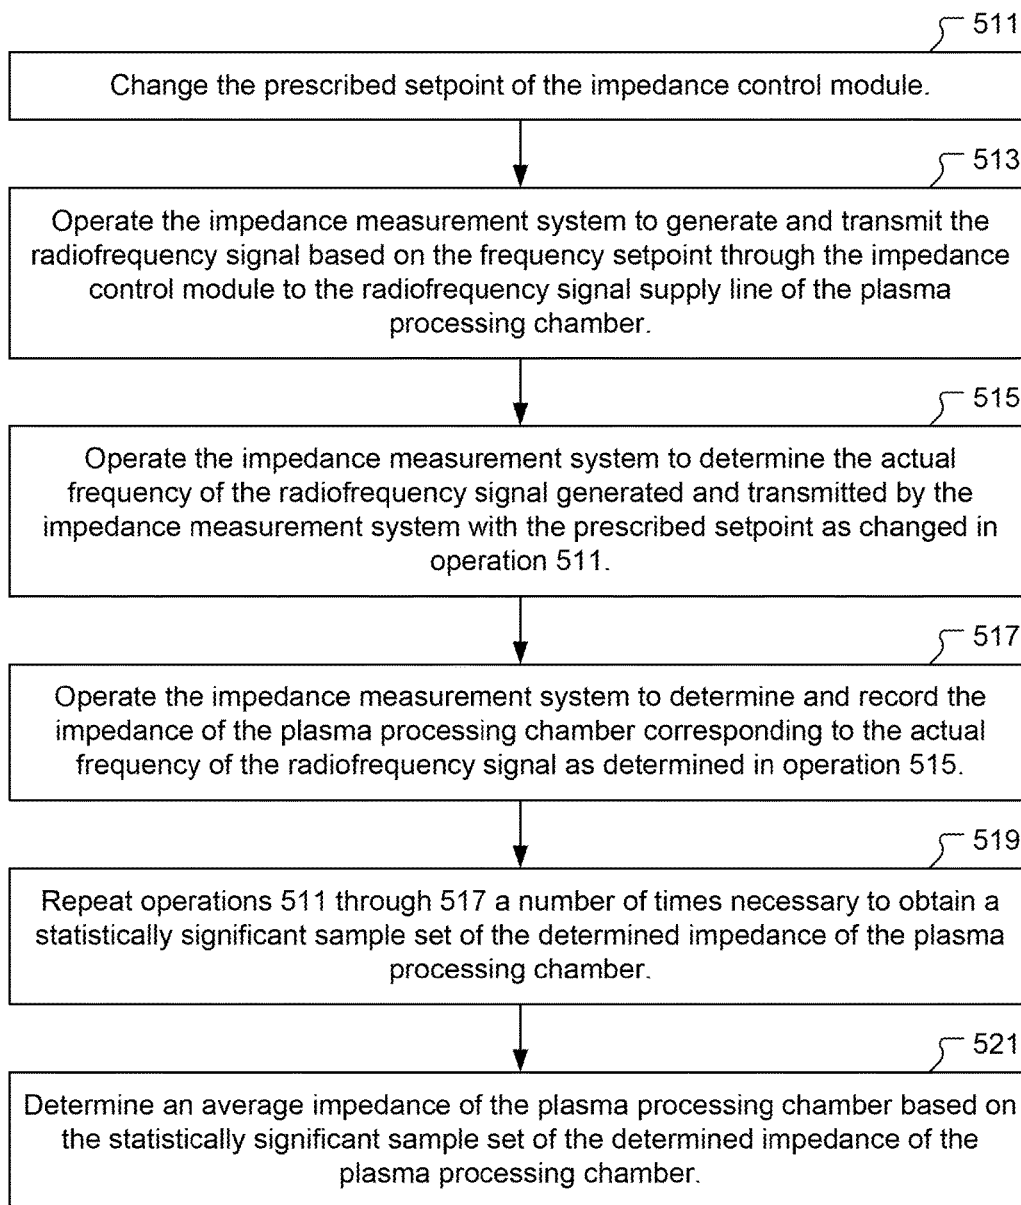 511
Change the prescribed setpoint of the impedance control module.
513
Operate the impedance measurement system to generate and transmit the
radiofrequency signal based on the frequency setpoint through the impedance
control module to the radiofrequency signal supply line of the plasma
processing chamber.
515
Operate the impedance measurement system to determine the actual
frequency of the radiofrequency signal generated and transmitted by the
impedance measurement system with the prescribed setpoint as changed in
operation 511.
517
Operate the impedance measurement system to determine and record the
impedance of the plasma processing chamber corresponding to the actual
frequency of the radiofrequency signal as determined in operation 515.
519
Repeat operations 511 through 517 a number of times necessary to obtain a
statistically significant sample set of the determined impedance of the plasma
processing chamber.
521
Determine an average impedance of the plasma processing chamber based on
the statistically significant sample set of the determined impedance of the
plasma processing chamber.